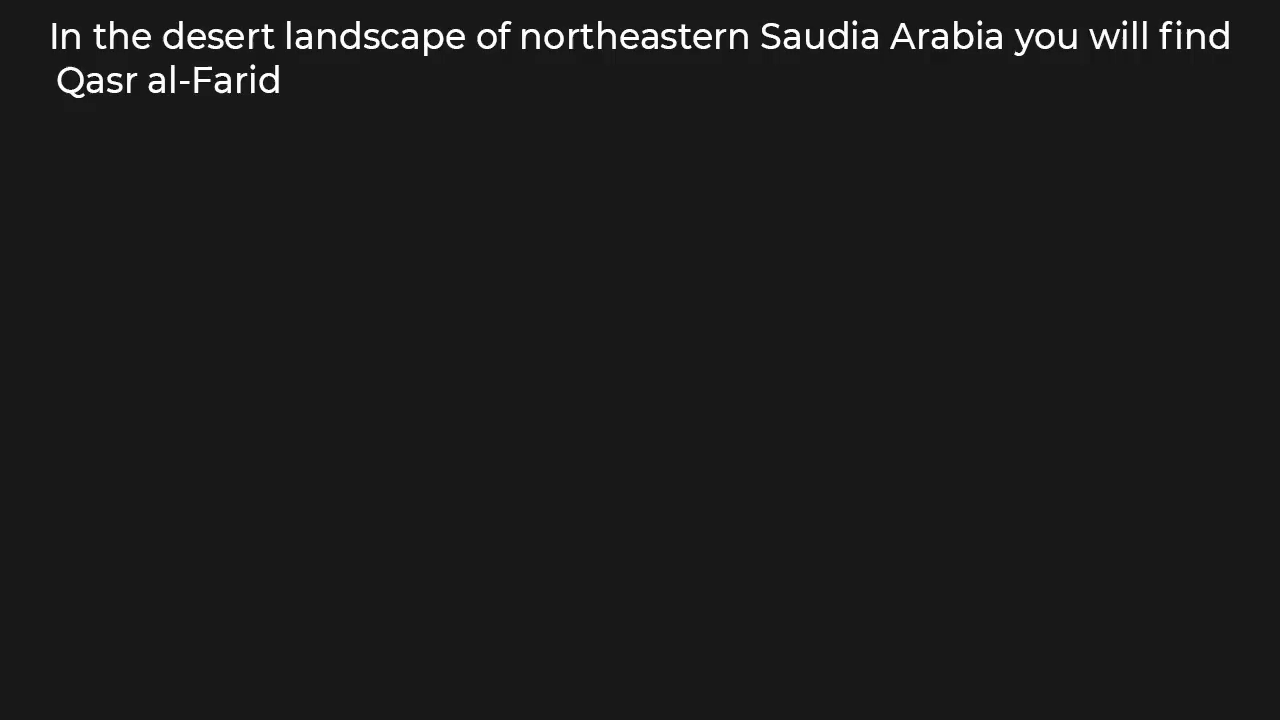 In the desert landscape of northeastern Saudia Arabia you will find
Qasr al-Farid